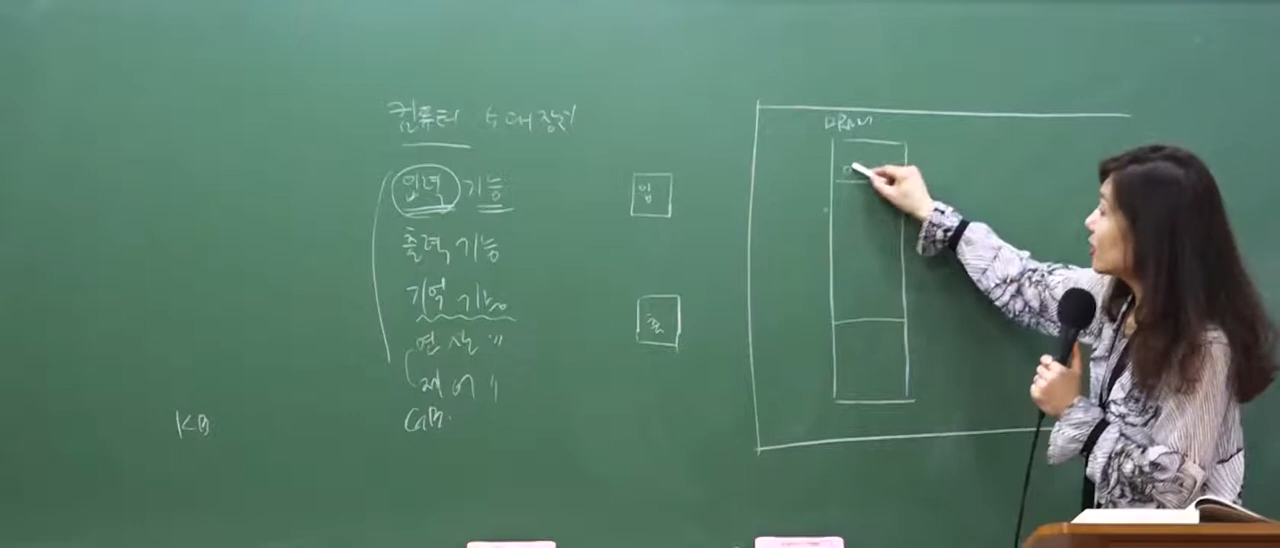 컴퓨터 5대 장치
입력 기능
출력 기능
기억 기능
연산 〃
제어 〃
GB.
KB
입
출
DRAM